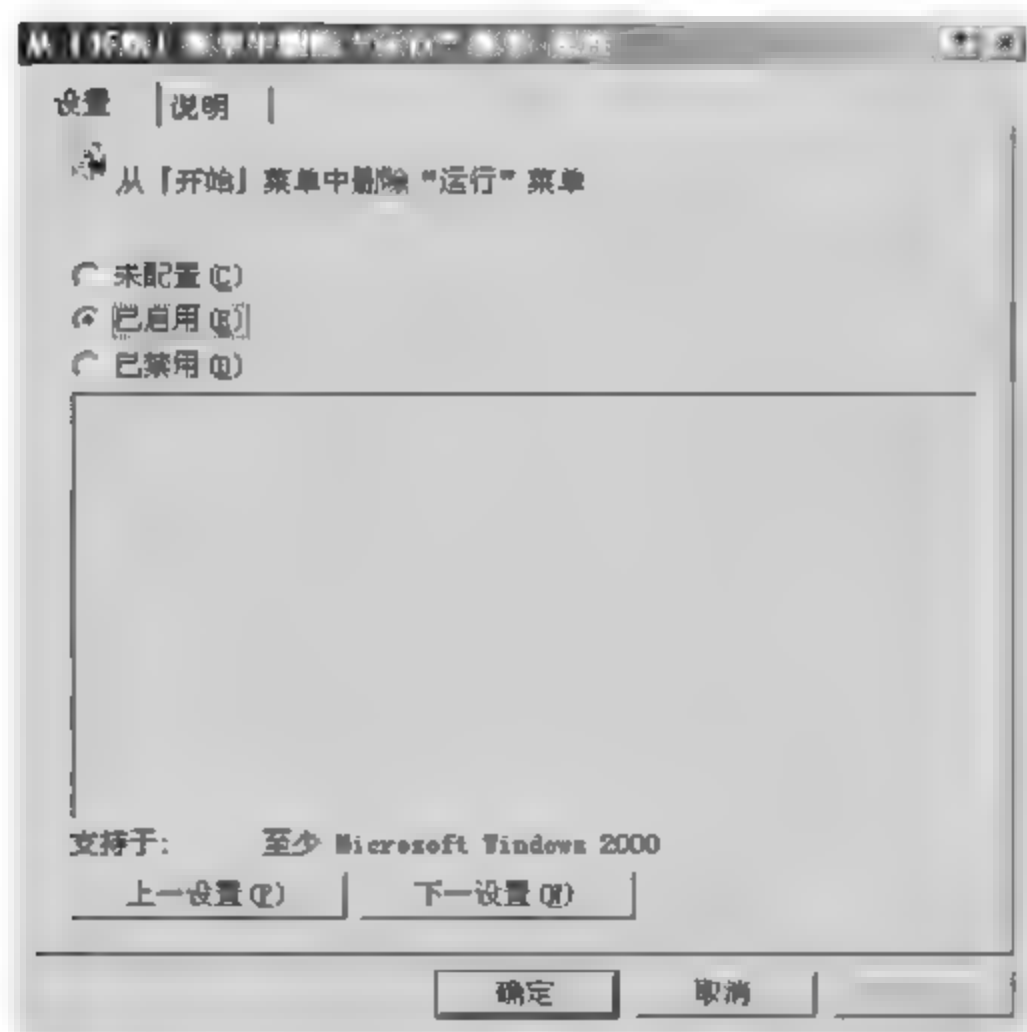 设置 说明
从「开始」菜单中删除“运行”菜单
未配置(C)
已启用(E)
已禁用(D)
支持于: 至少 Microsoft Windows 2000
上一设置(P) 下一设置(N)
确定 取消